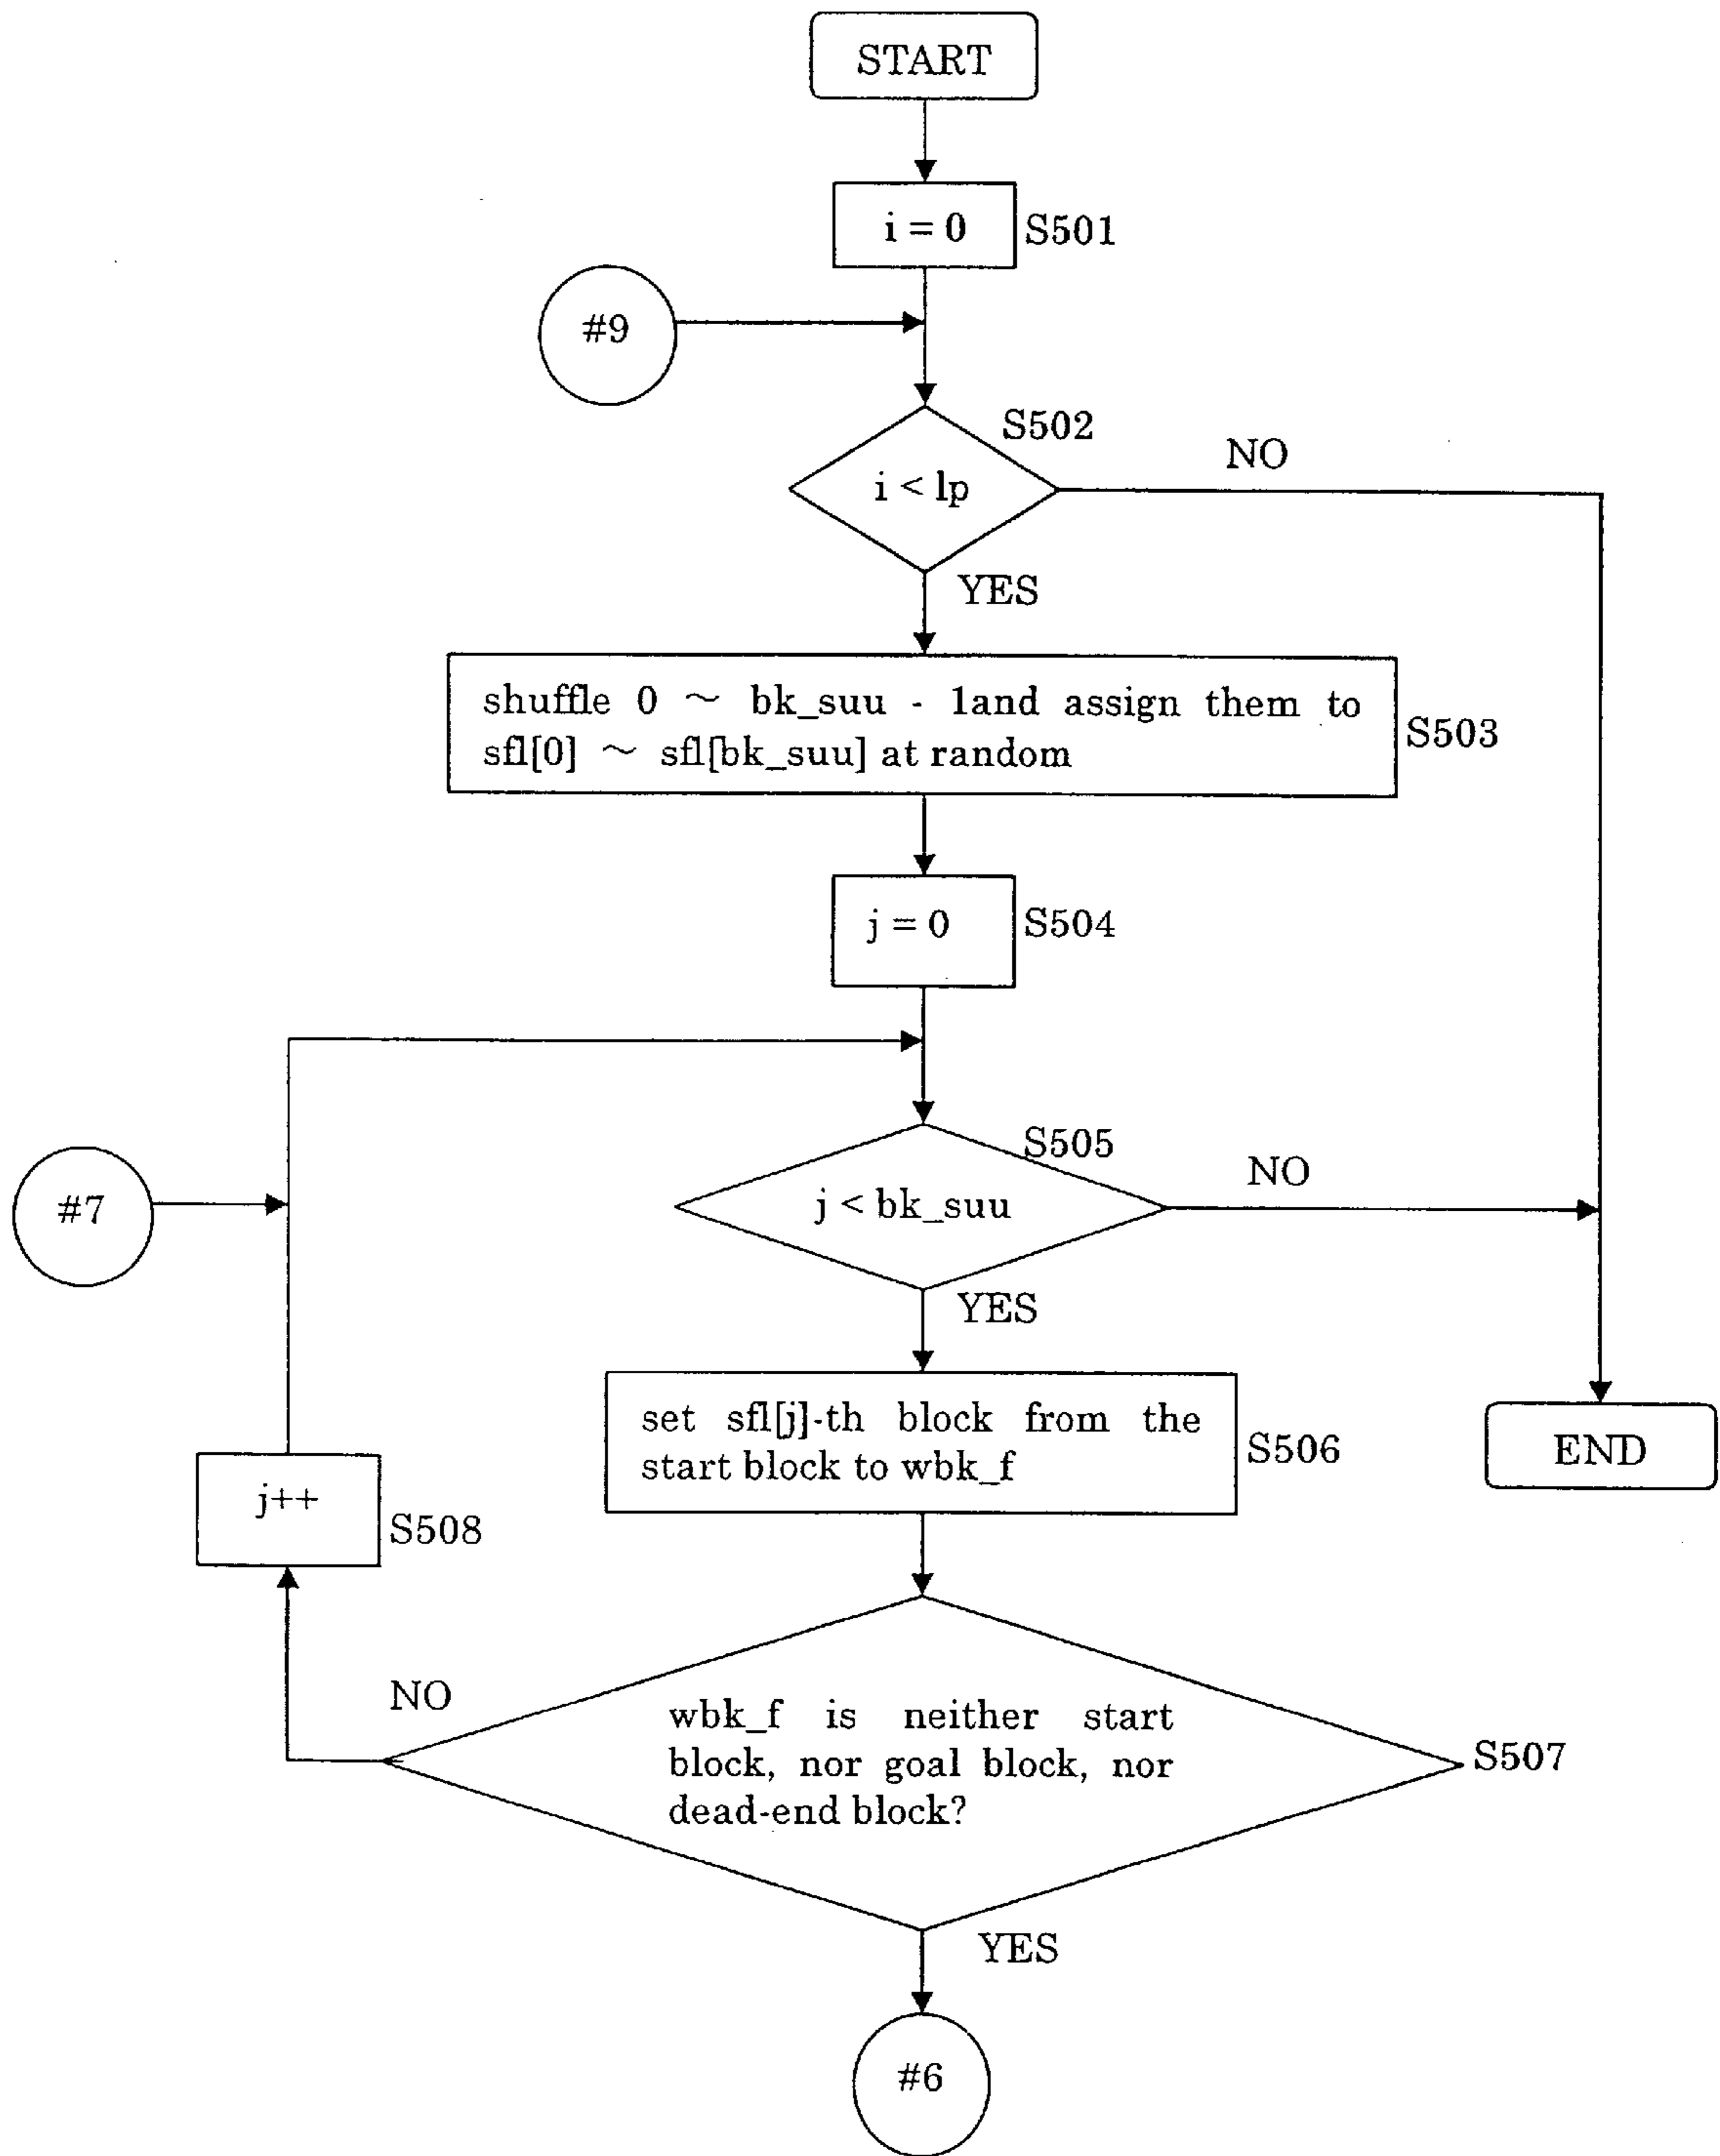 START
i = 0
S501
#9
S502
i < lp
NO
YES
shuffle 0 ～ bk_suu - 1and assign them to
sfl[0] ～ sfl[bk_suu] at random
S503
j = 0
S504
S505
#7
j < bk_suu
NO
YES
set sfl[j]-th block from the
start block to wbk_f
S506
END
j++
S508
NO
wbk_f is neither start
block, nor goal block, nor
dead-end block?
S507
YES
#6